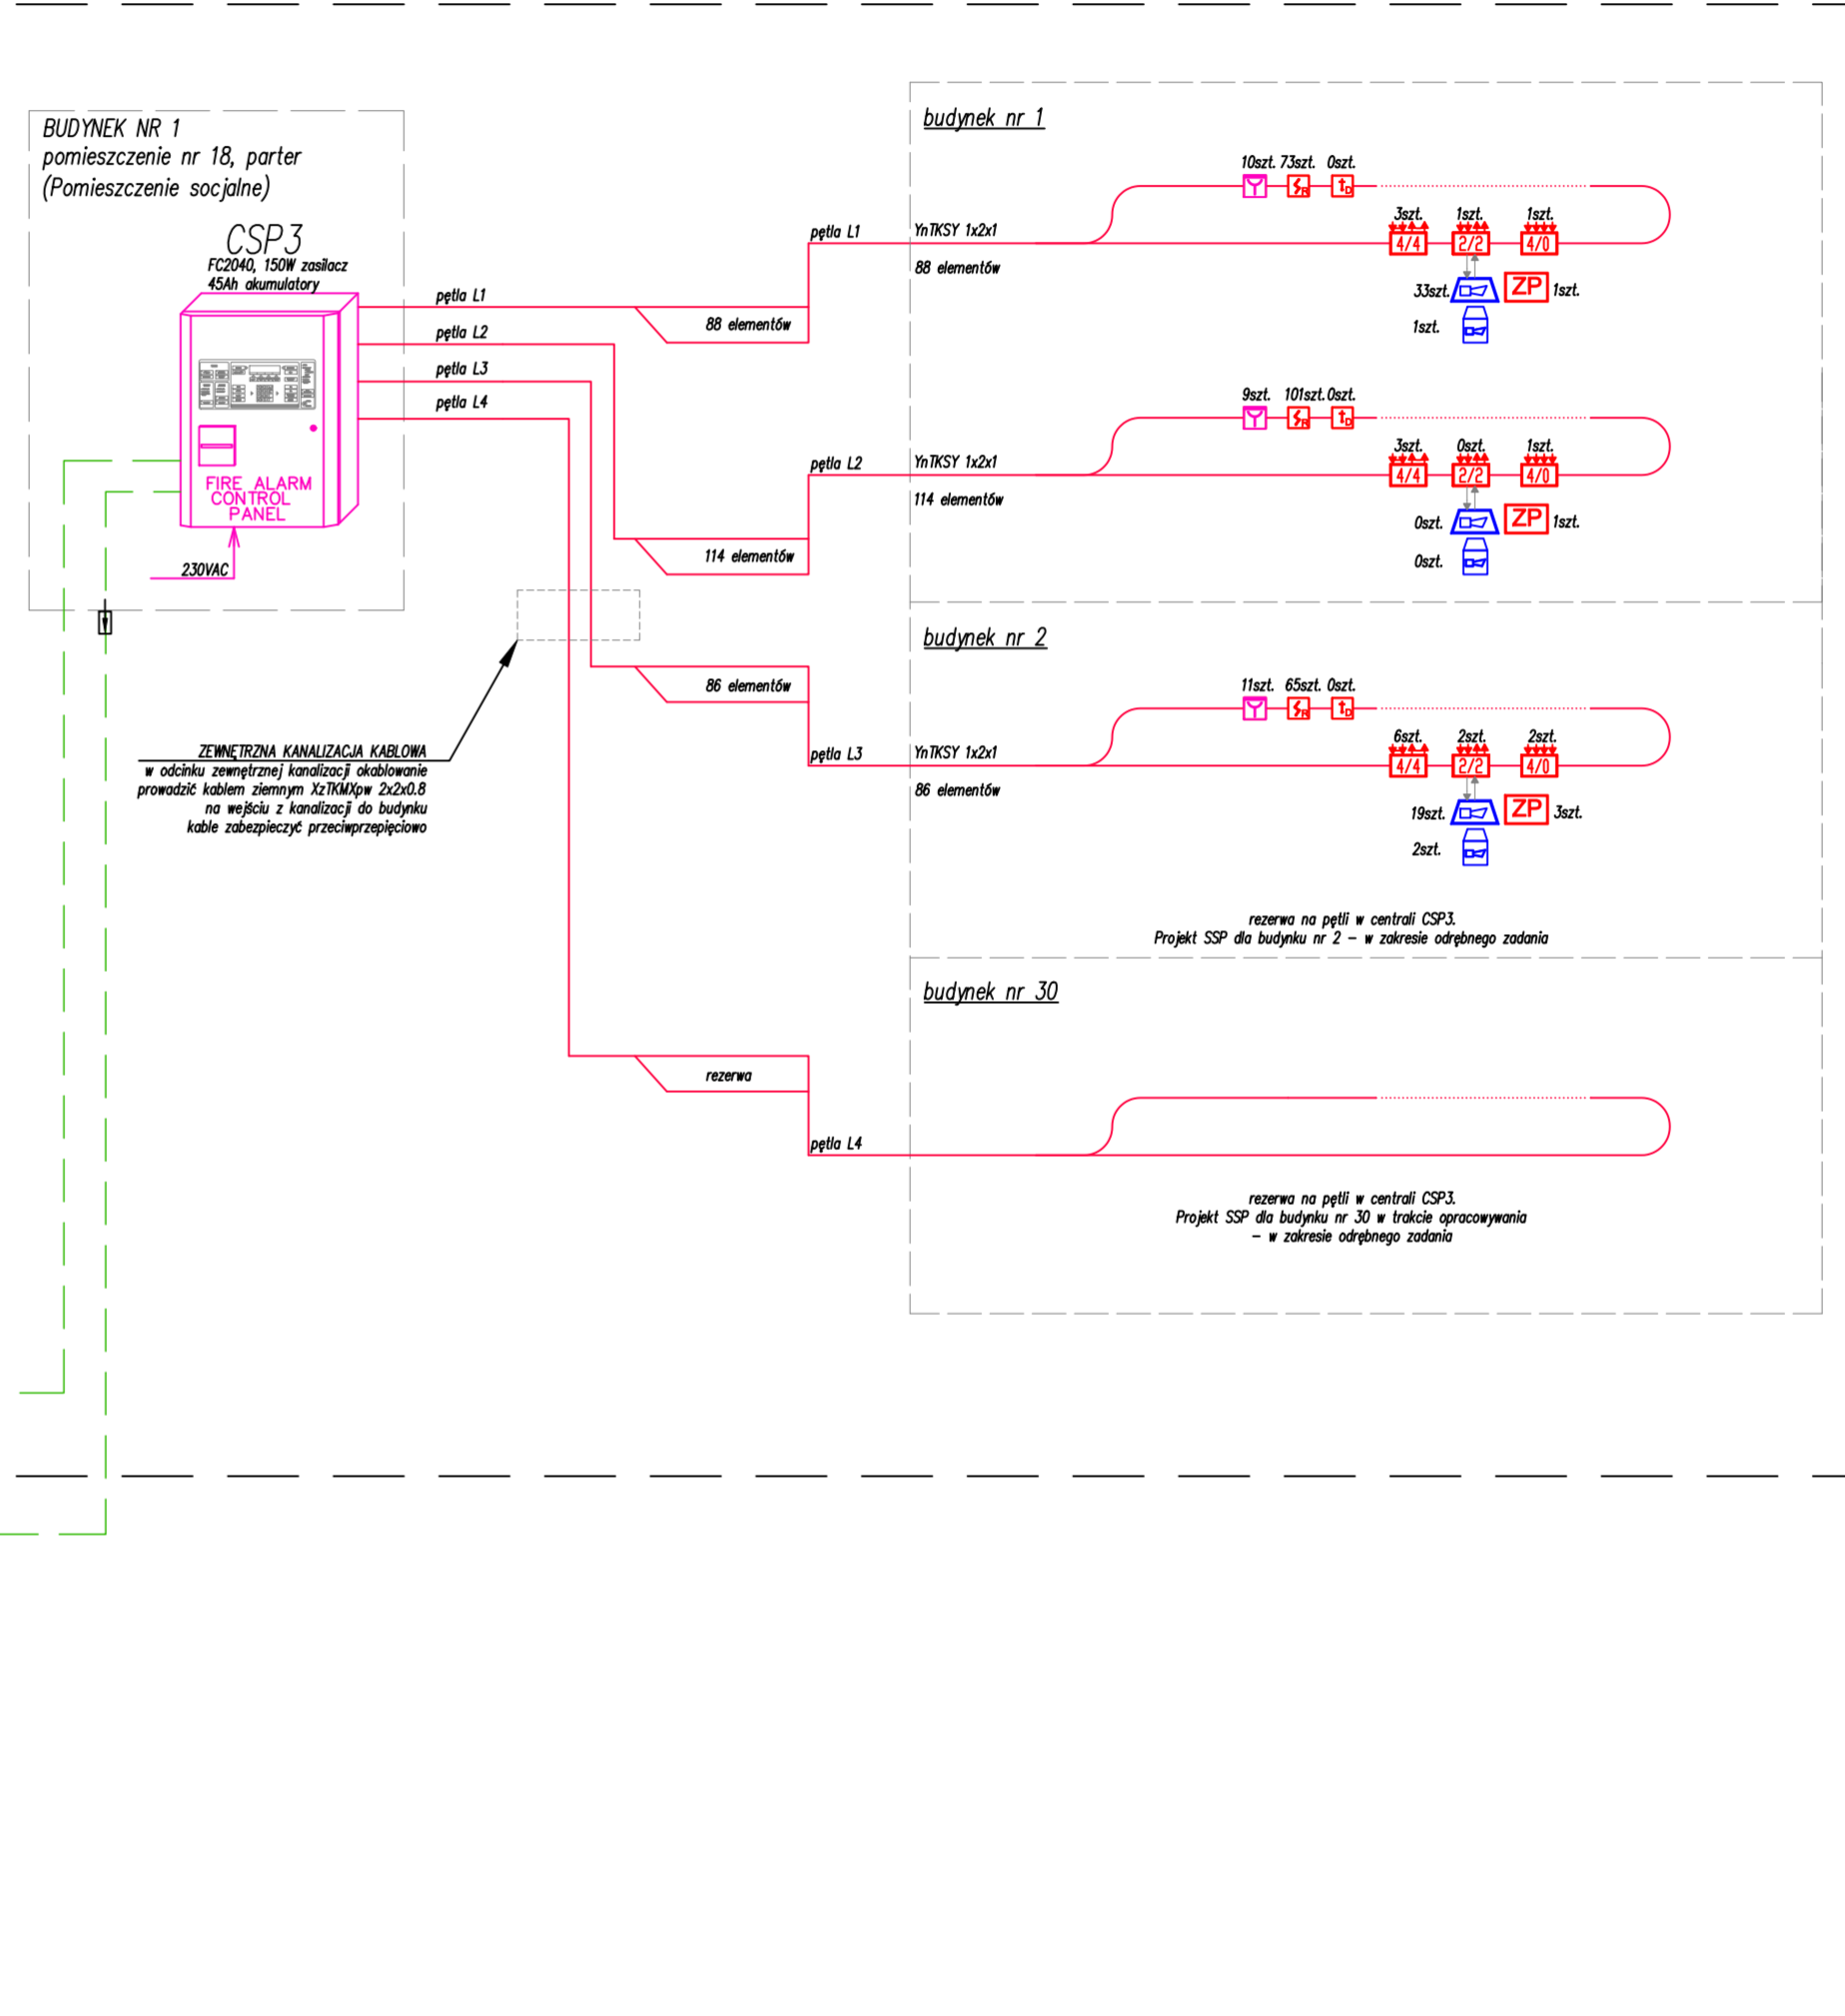 BUDYNEK NR 1
pomieszczenie nr 18, parter
(Pomieszczenie socjalne)
CSP3
FC2040, 150W zasilacz
45Ah akumulatory
FIRE ALARM
CONTROL
PANEL
230VAC
pętla L1
pętla L2
pętla L3
pętla L4
88 elementów
114 elementów
86 elementów
rezerwa
ZEWNĘTRZNA KANALIZACJA KABLOWA
w odcinku zewnętrznej kanalizacji okablowanie
prowadzić kablem ziemnym XzTKMXpw 2x2x0.8
na wejściu z kanalizacji do budynku
kable zabezpieczyć przeciwprzepięciowo
budynek nr 1
10szt. 73szt. 0szt.
R D
pętla L1
YnTKSY 1x2x1
88 elementów
3szt. 1szt. 1szt.
4/4 2/2 4/0
33szt. ZP 1szt.
1szt.
9szt. 101szt. 0szt.
R D
pętla L2
YnTKSY 1x2x1
114 elementów
3szt. 0szt. 1szt.
4/4 2/2 4/0
0szt. ZP 1szt.
0szt.
budynek nr 2
11szt. 65szt. 0szt.
R D
pętla L3
YnTKSY 1x2x1
86 elementów
6szt. 2szt. 2szt.
4/4 2/2 4/0
19szt. ZP 3szt.
2szt.
rezerwa na pętli w centrali CSP3.
Projekt SSP dla budynku nr 2 – w zakresie odrębnego zadania
budynek nr 30
pętla L4
rezerwa na pętli w centrali CSP3.
Projekt SSP dla budynku nr 30 w trakcie opracowywania
– w zakresie odrębnego zadania